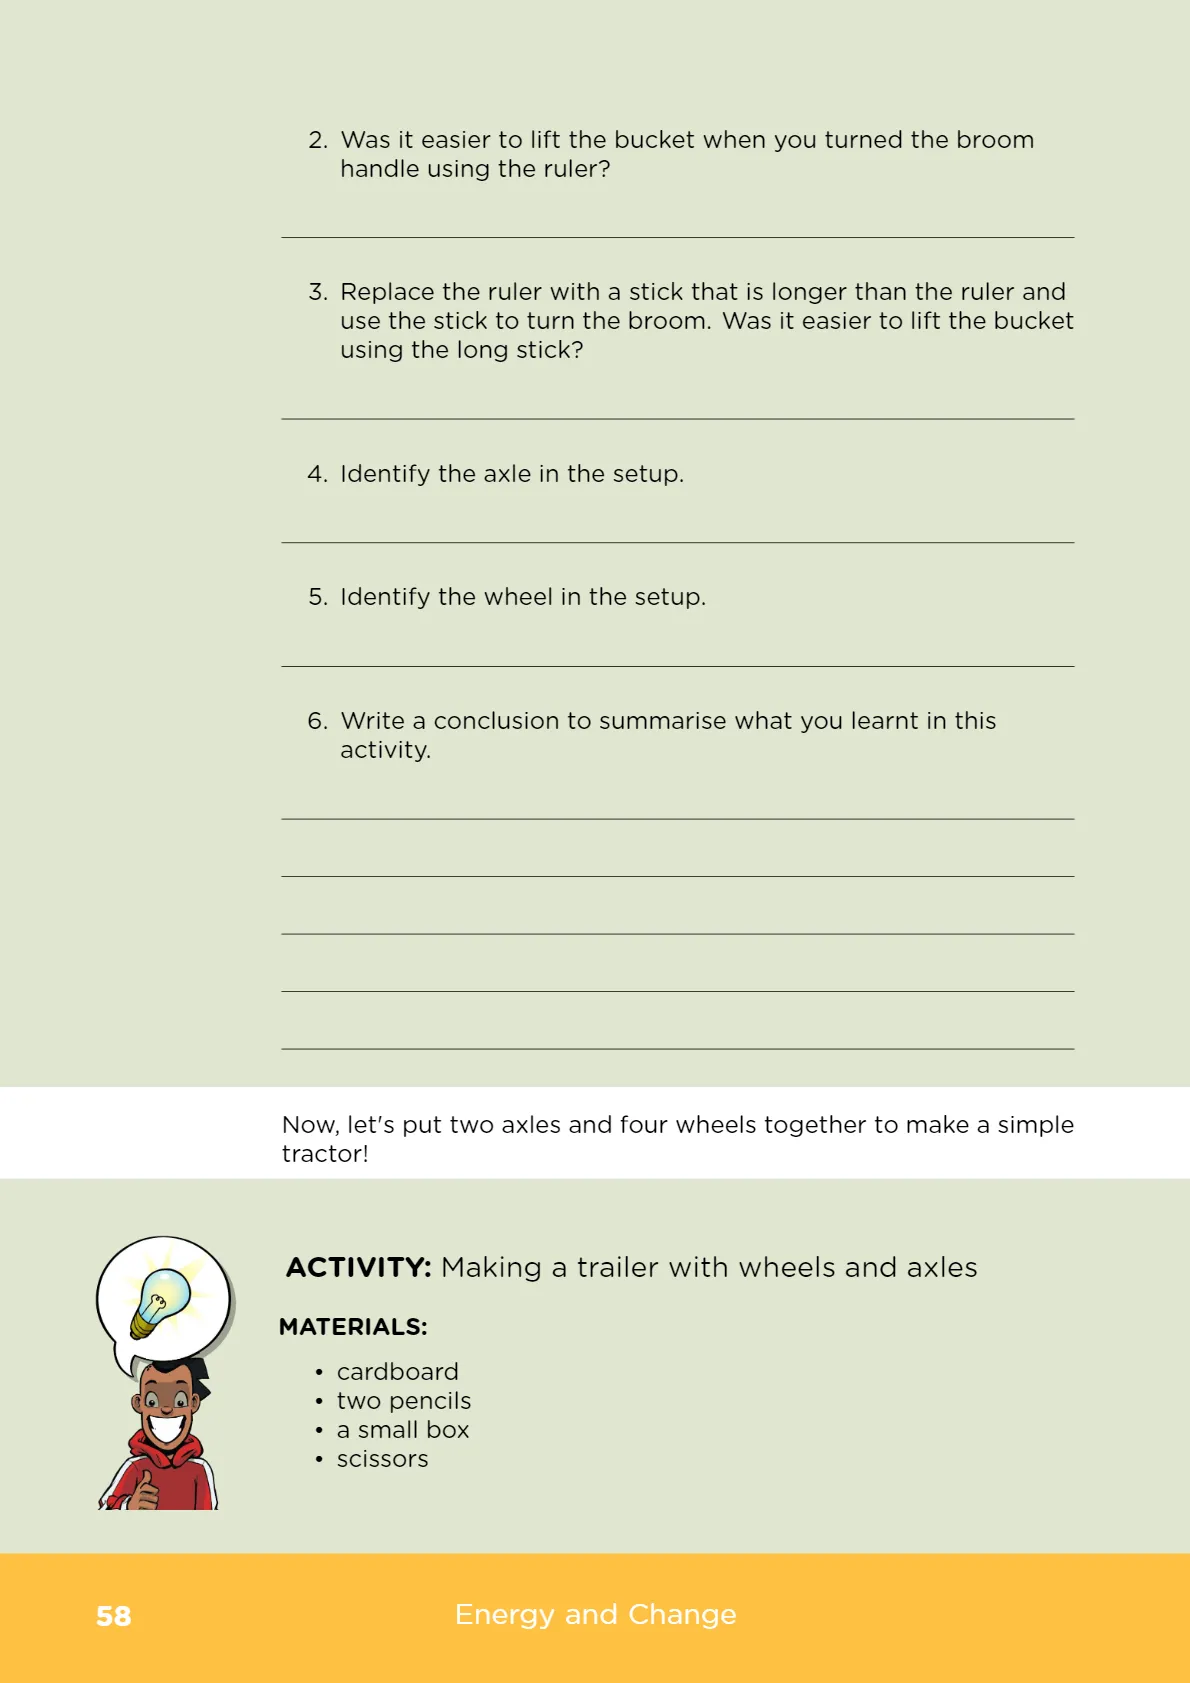 2. Was it easier to lift the bucket when you turned the broom
handle using the ruler?
3. Replace the ruler with a stick that is longer than the ruler and
use the stick to turn the broom. Was it easier to lift the bucket
using the long stick?
4. Identify the axle in the setup.
5. Identify the wheel in the setup.
6. Write a conclusion to summarise what you learnt in this
activity.
Now, let's put two axles and four wheels together to make a simple
tractor!
ACTIVITY: Making a trailer with wheels and axles
MATERIALS:
• cardboard
• two pencils
• a small box
• scissors
58 Energy and Change